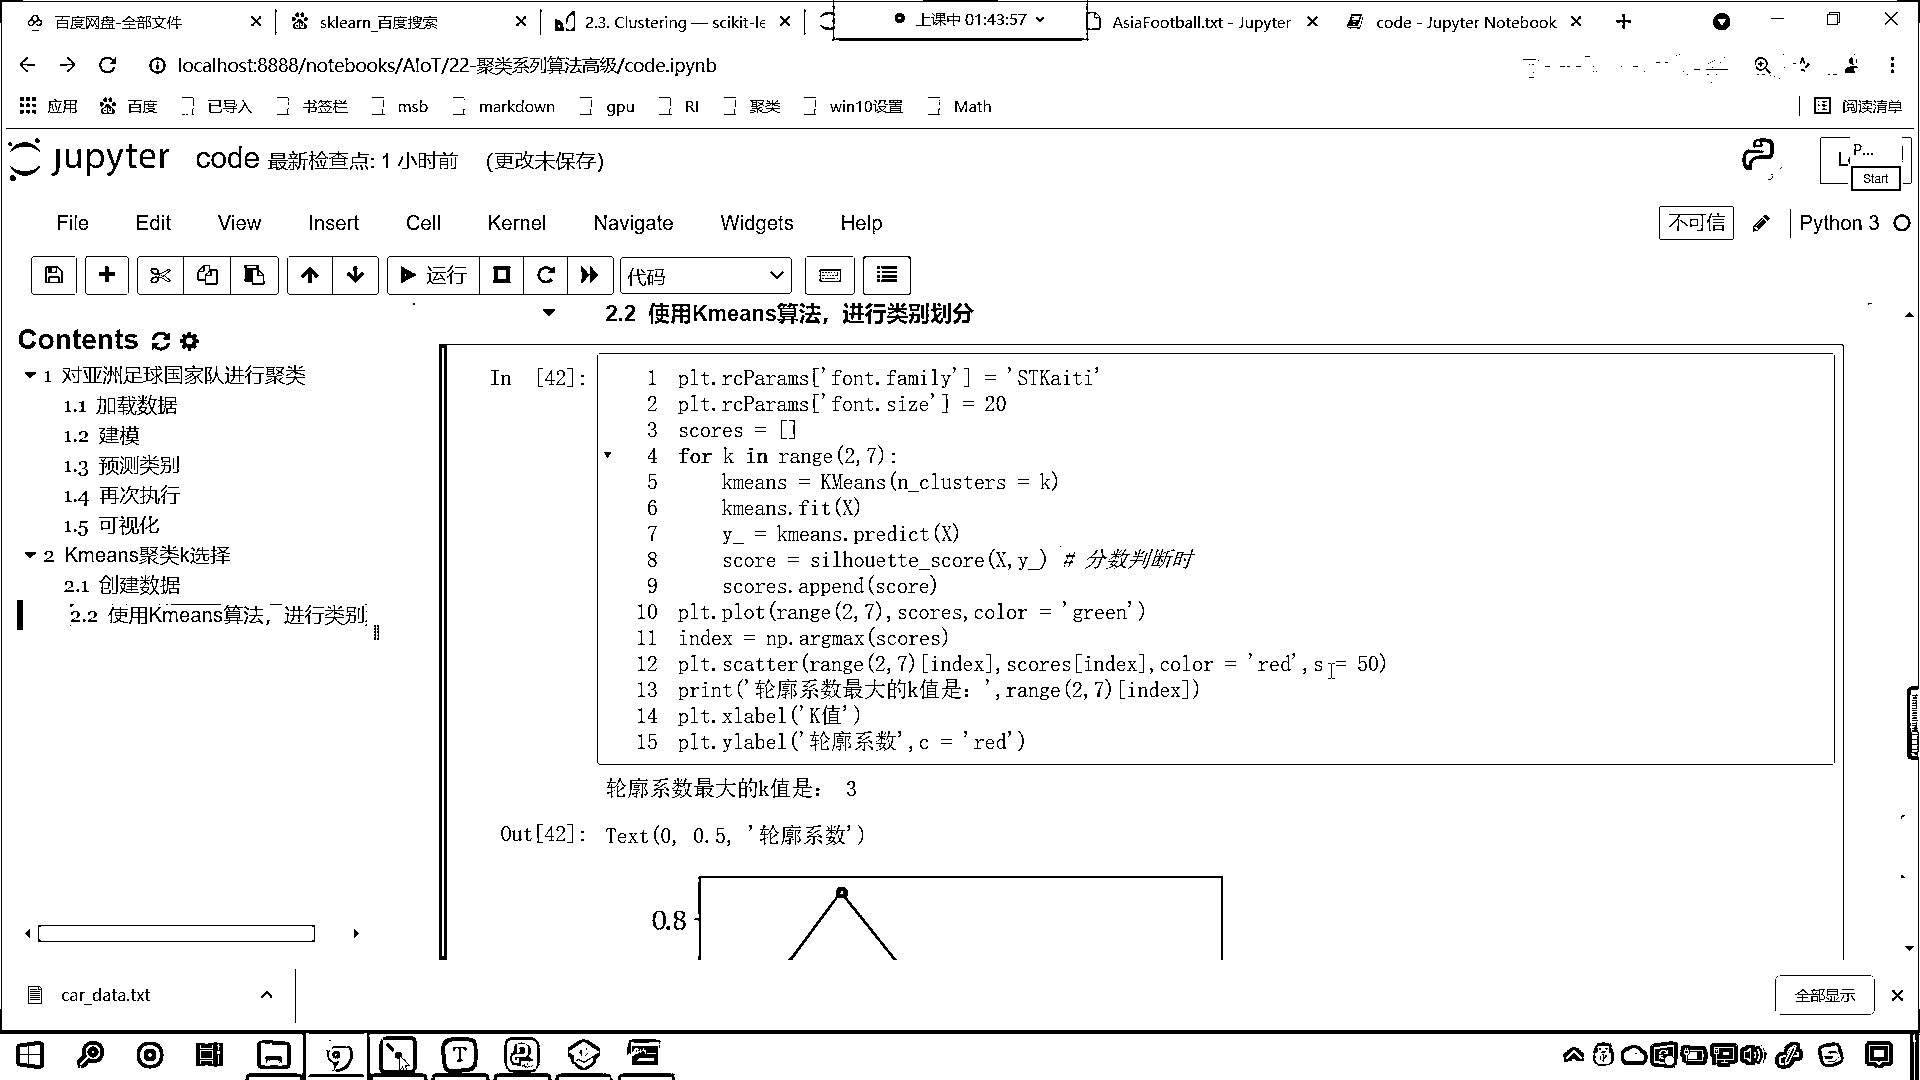 百度网盘-全部文件
sklearn_百度搜索
2.3. Clustering — scikit-le
上课中 01:43:57
AsiaFootball.txt - Jupyter
code - Jupyter Notebook
localhost:8888/notebooks/AIoT/22-聚类系列算法高级/code.ipynb
应用 百度 已导入 书签栏 msb markdown gpu RI 聚类 win10设置 Math 阅读清单
jupyter code 最新检查点: 1 小时前 (更改未保存)
P...
Start
File Edit View Insert Cell Kernel Navigate Widgets Help 不可信 Python 3
运行 代码
Contents
1 对亚洲足球国家队进行聚类
1.1 加载数据
1.2 建模
1.3 预测类别
1.4 再次执行
1.5 可视化
2 Kmeans聚类k选择
2.1 创建数据
2.2 使用Kmeans算法，进行类别
2.2 使用Kmeans算法，进行类别划分
In [42]:
1 plt.rcParams['font.family'] = 'STKaiti'
2 plt.rcParams['font.size'] = 20
3 scores = []
4 for k in range(2,7):
5 kmeans = KMeans(n_clusters = k)
6 kmeans.fit(X)
7 y_ = kmeans.predict(X)
8 score = silhouette_score(X,y_) # 分数判断时
9 scores.append(score)
10 plt.plot(range(2,7),scores,color = 'green')
11 index = np.argmax(scores)
12 plt.scatter(range(2,7)[index],scores[index],color = 'red',s = 50)
13 print('轮廓系数最大的k值是：',range(2,7)[index])
14 plt.xlabel('K值')
15 plt.ylabel('轮廓系数',c = 'red')
轮廓系数最大的k值是： 3
Out[42]: Text(0, 0.5, '轮廓系数')
0.8
car_data.txt
全部显示